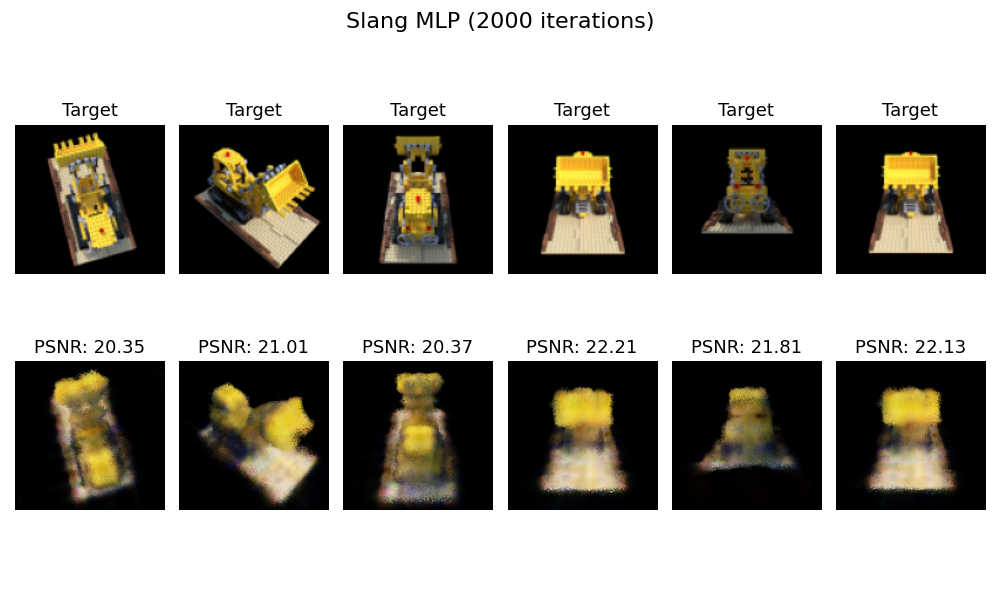 Slang MLP (2000 iterations)
Target Target Target Target Target Target
PSNR: 20.35 PSNR: 21.01 PSNR: 20.37 PSNR: 22.21 PSNR: 21.81 PSNR: 22.13